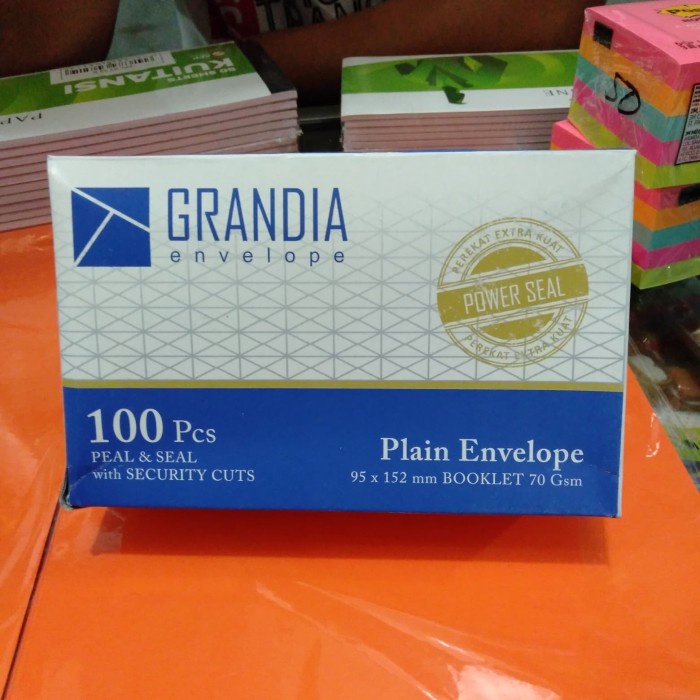 KUITANSI
GRANDIA
envelope
PEREKAT EXTRA KUAT
POWER SEAL
PEREKAT EXTRA KUAT
100 Pcs
PEAL & SEAL
with SECURITY CUTS
Plain Envelope
95 x 152 mm BOOKLET 70 Gsm